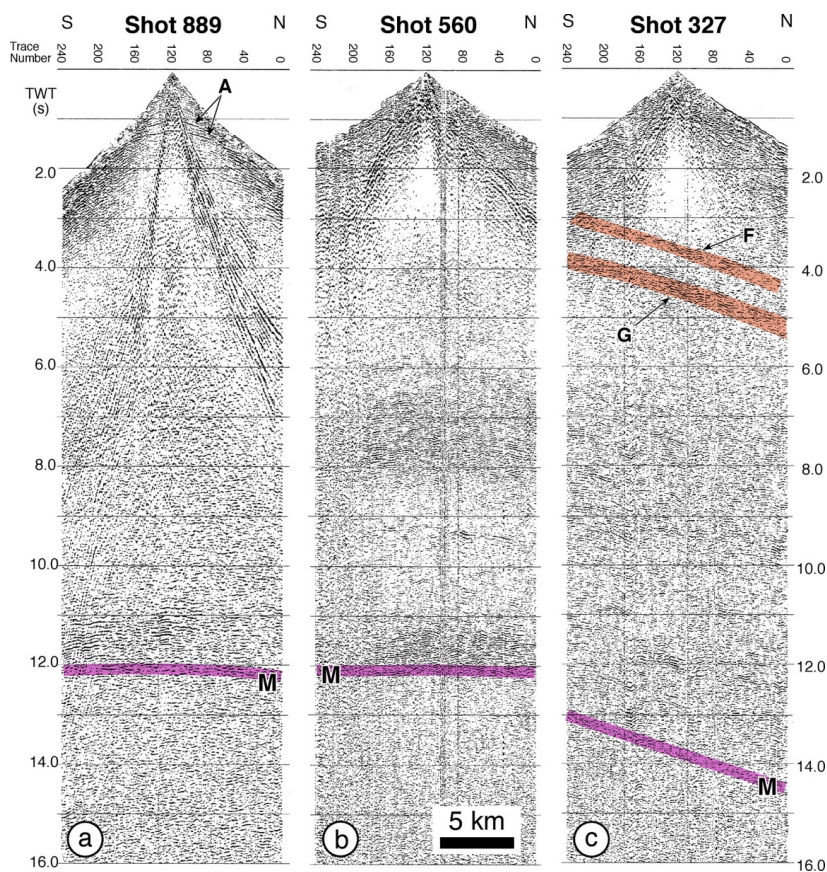 S Shot 889 N S Shot 560 N S Shot 327 N
Trace Number 240 200 160 120 80 40 0 240 200 160 120 80 40 0 240 200 160 120 80 40 0
TWT (s)
A
2.0 2.0
F
4.0 4.0
G
6.0 6.0
8.0 8.0
10.0 10.0
12.0 M M 12.0
14.0 M 14.0
a b 5 km c
16.0 16.0